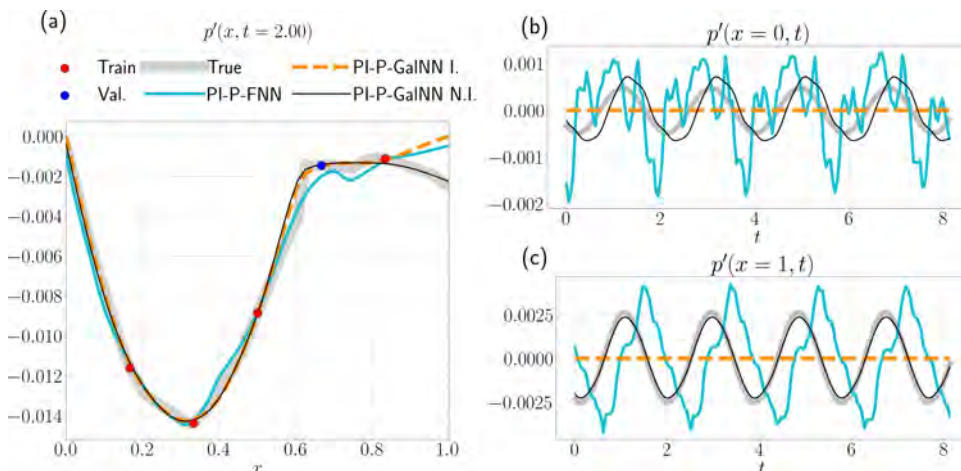 (a)
p′(x, t = 2.00)
Train True PI-P-GalNN I.
Val. PI-P-FNN PI-P-GalNN N.I.
0.000
−0.002
−0.004
−0.006
−0.008
−0.010
−0.012
−0.014
0.0 0.2 0.4 0.6 0.8 1.0
x
(b)
p′(x = 0, t)
0.001
0.000
−0.001
−0.002
0 2 4 6 8
t
(c)
p′(x = 1, t)
0.0025
0.0000
−0.0025
0 2 4 6 8
t